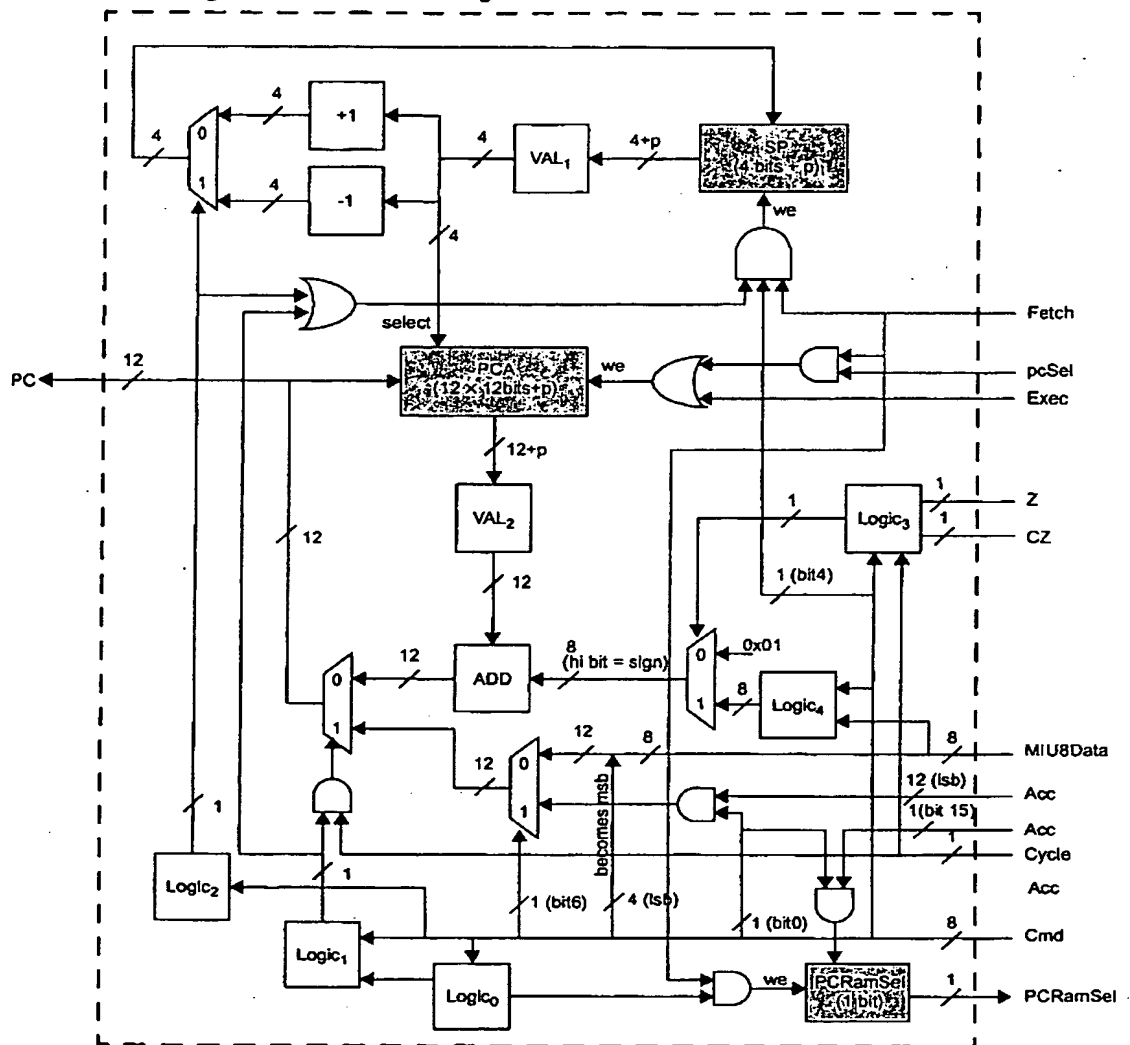 4
+1
4
0
4
1
4
-1
4
VAL1
4+p
SP
(4 bits + p)
4
we
Fetch
select
PC
12
PCA
(12 × 12bits+p)
we
pcSel
Exec
12+p
VAL2
12
1
Logic3
1
Z
1
CZ
12
1 (bit4)
0x01
0
8
(hi bit = sign)
12
ADD
0
1
8
Logic4
1
12
8
8
MIU8Data
12
0
1
12 (lsb)
Acc
becomes msb
1(bit 15)
Acc
1
1
Cycle
Logic2
1
Acc
1 (bit6)
4 (lsb)
1 (bit0)
8
Cmd
Logic1
Logic0
we
PCRamSel
(1 bit)
1
PCRamSel